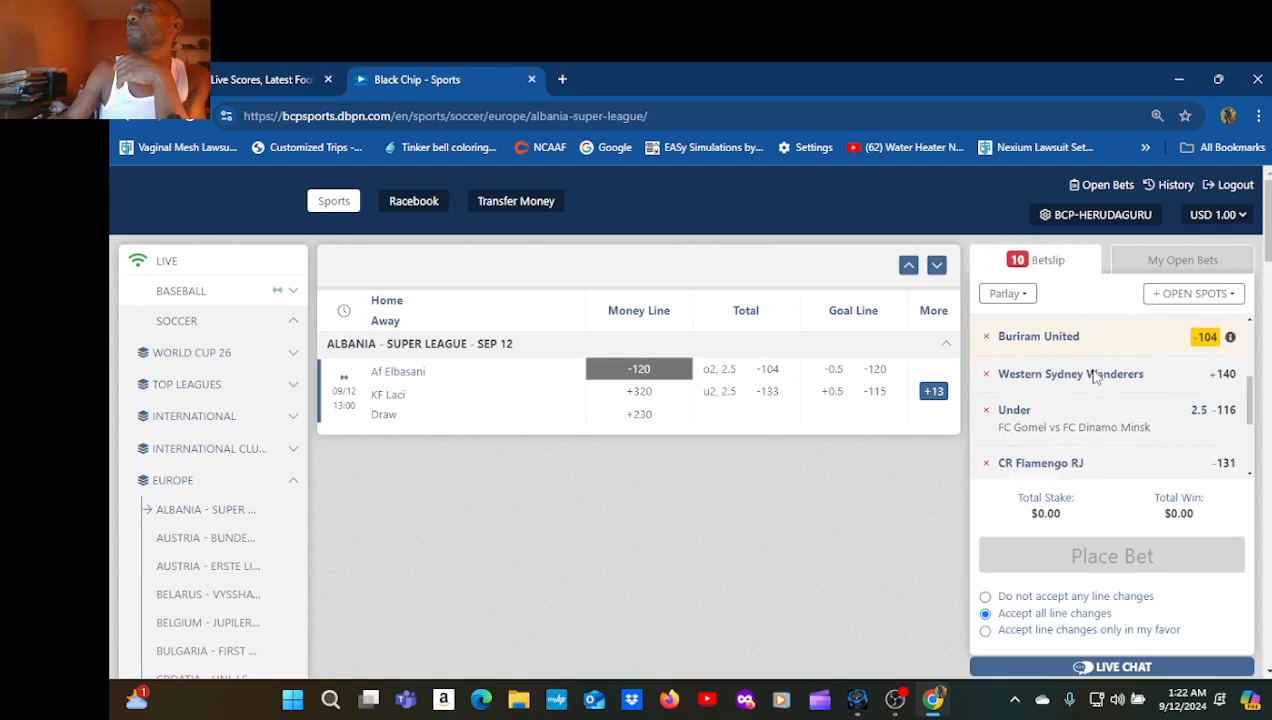 Live Scores, Latest Foo
Black Chip - Sports
https://bcpsports.dbpn.com/en/sports/soccer/europe/albania-super-league/
Vaginal Mesh Lawsu...
Customized Trips -...
Tinker bell coloring...
NCAAF
Google
EASy Simulations by...
Settings
(62) Water Heater N...
Nexium Lawsuit Set...
»
All Bookmarks
Open Bets
History
Logout
Sports
Racebook
Transfer Money
BCP-HERUDAGURU
USD 1.00
LIVE
BASEBALL
SOCCER
WORLD CUP 26
TOP LEAGUES
INTERNATIONAL
INTERNATIONAL CLU...
EUROPE
ALBANIA - SUPER ...
AUSTRIA - BUNDE...
AUSTRIA - ERSTE LI...
BELARUS - VYSSHA...
BELGIUM - JUPILER...
BULGARIA - FIRST ...
Home
Away
Money Line
Total
Goal Line
More
ALBANIA - SUPER LEAGUE - SEP 12
09/12
13:00
Af Elbasani
-120
o2, 2.5 -104
-0.5 -120
KF Laci
+320
u2, 2.5 -133
+0.5 -115
+13
Draw
+230
10 Betslip
My Open Bets
Parlay
+ OPEN SPOTS
× Buriram United -104
× Western Sydney Wanderers +140
× Under 2.5 -116
FC Gomel vs FC Dinamo Minsk
× CR Flamengo RJ -131
Total Stake:
$0.00
Total Win:
$0.00
Place Bet
Do not accept any line changes
Accept all line changes
Accept line changes only in my favor
LIVE CHAT
1
1:22 AM
9/12/2024